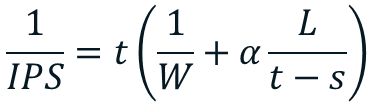 1/IPS = t (1/W + α L/(t − s))